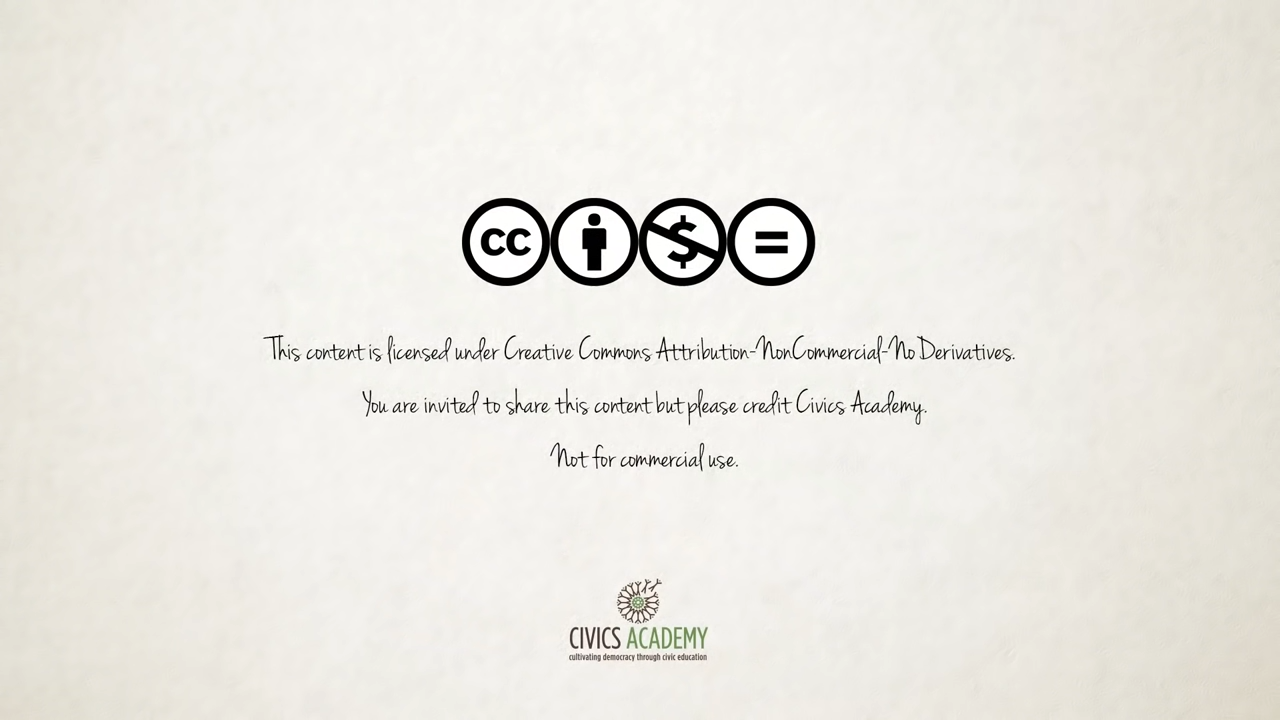 CC
This content is licensed under Creative Commons Attribution-NonCommercial-No Derivatives.
You are invited to share this content but please credit Civics Academy.
Not for commercial use.
CIVICS ACADEMY
cultivating democracy through civic education